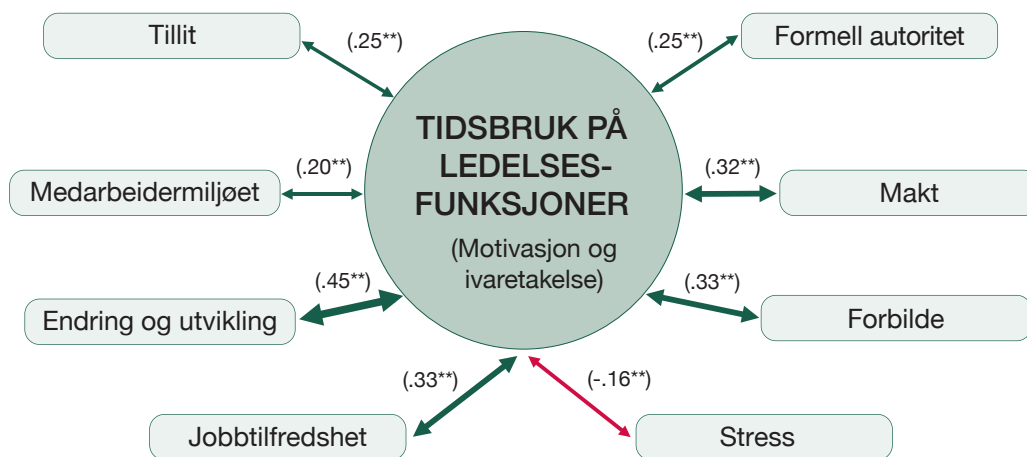 Tillit
(.25**)
(.25**)
Formell autoritet
TIDSBRUK PÅ
LEDELSES-
FUNKSJONER
(Motivasjon og
ivaretakelse)
Medarbeidermiljøet
(.20**)
(.32**)
Makt
Endring og utvikling
(.45**)
(.33**)
Forbilde
Jobbtilfredshet
(.33**)
(-.16**)
Stress